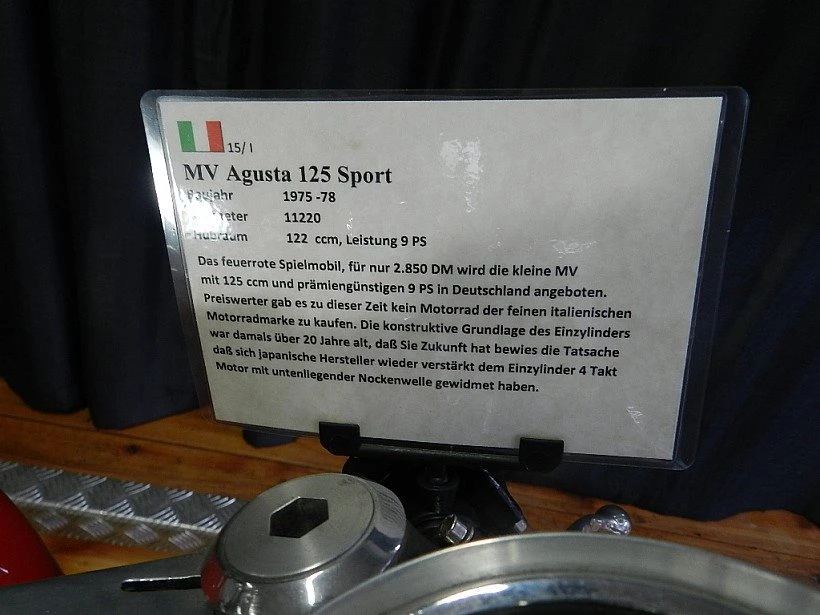 15/ I
MV Agusta 125 Sport
Baujahr 1975 -78
11220
Hubraum 122 ccm, Leistung 9 PS
Das feuerrote Spielmobil, für nur 2.850 DM wird die kleine MV
mit 125 ccm und prämiengünstigen 9 PS in Deutschland angeboten.
Preiswerter gab es zu dieser Zeit kein Motorrad der feinen italienischen
Motorradmarke zu kaufen. Die konstruktive Grundlage des Einzylinders
war damals über 20 Jahre alt, daß Sie Zukunft hat bewies die Tatsache
daß sich japanische Hersteller wieder verstärkt dem Einzylinder 4 Takt
Motor mit untenliegender Nockenwelle gewidmet haben.